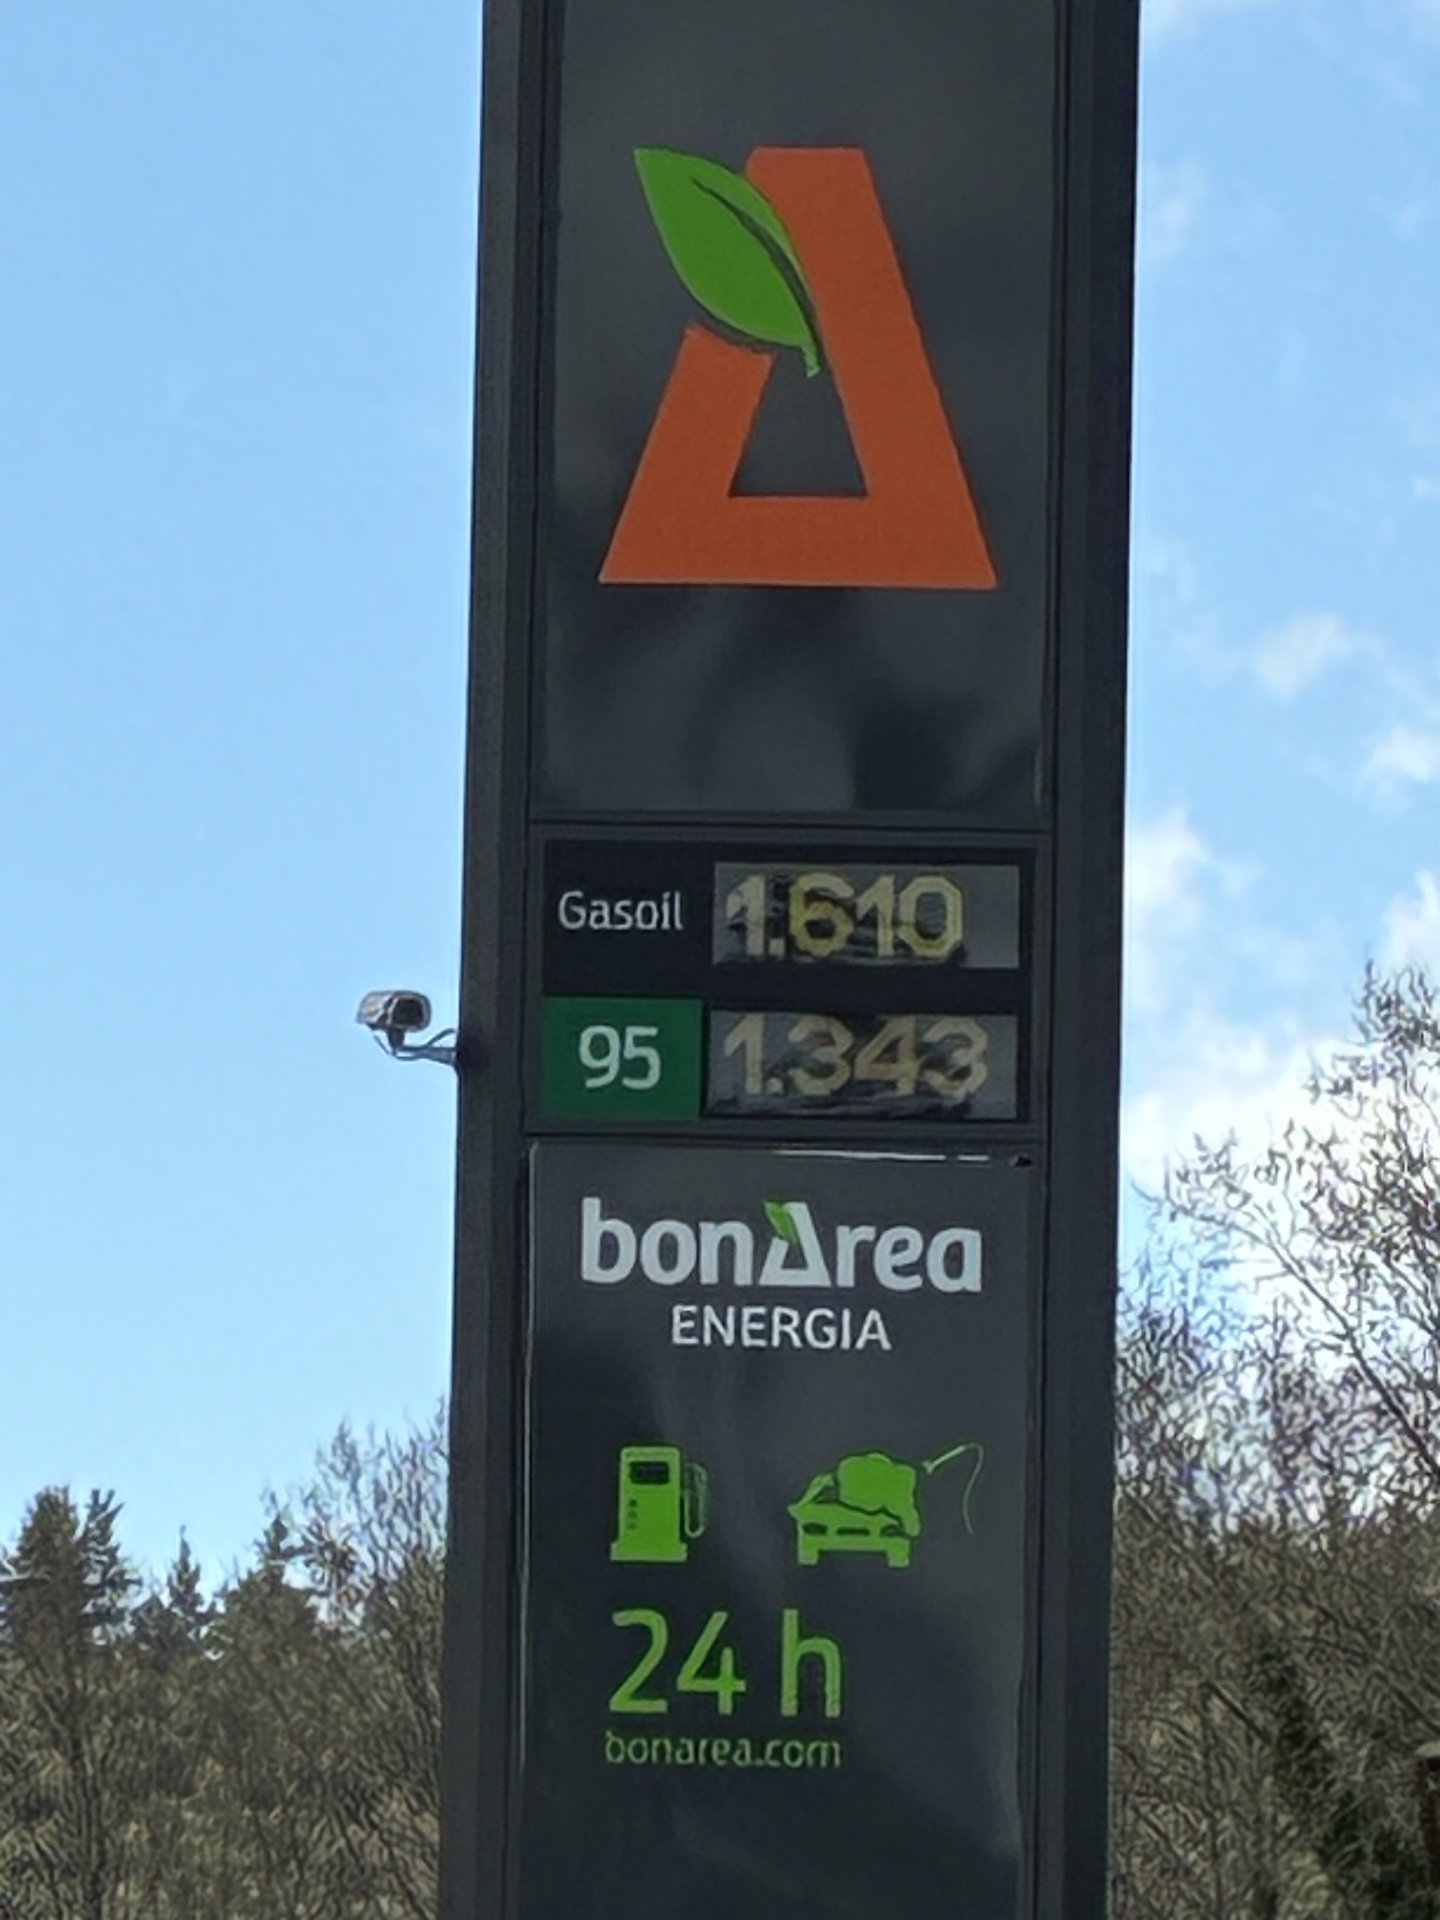 Gasoil 1.610
95 1.343
bonArea
ENERGIA
24 h
bonarea.com